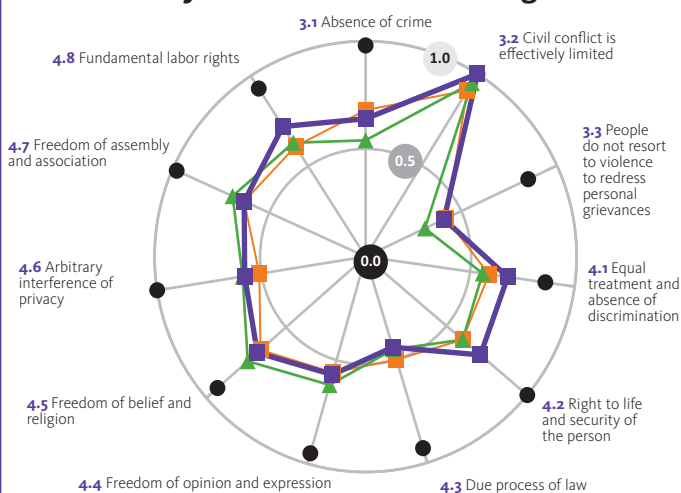 3.1 Absence of crime
1.0
3.2 Civil conflict is
effectively limited
4.8 Fundamental labor rights
3.3 People
do not resort
to violence
to redress
personal
grievances
4.7 Freedom of assembly
and association
0.5
0.0
4.6 Arbitrary
interference of
privacy
4.1 Equal
treatment and
absence of
discrimination
4.5 Freedom of belief and
religion
4.2 Right to life
and security of
the person
4.4 Freedom of opinion and expression
4.3 Due process of law